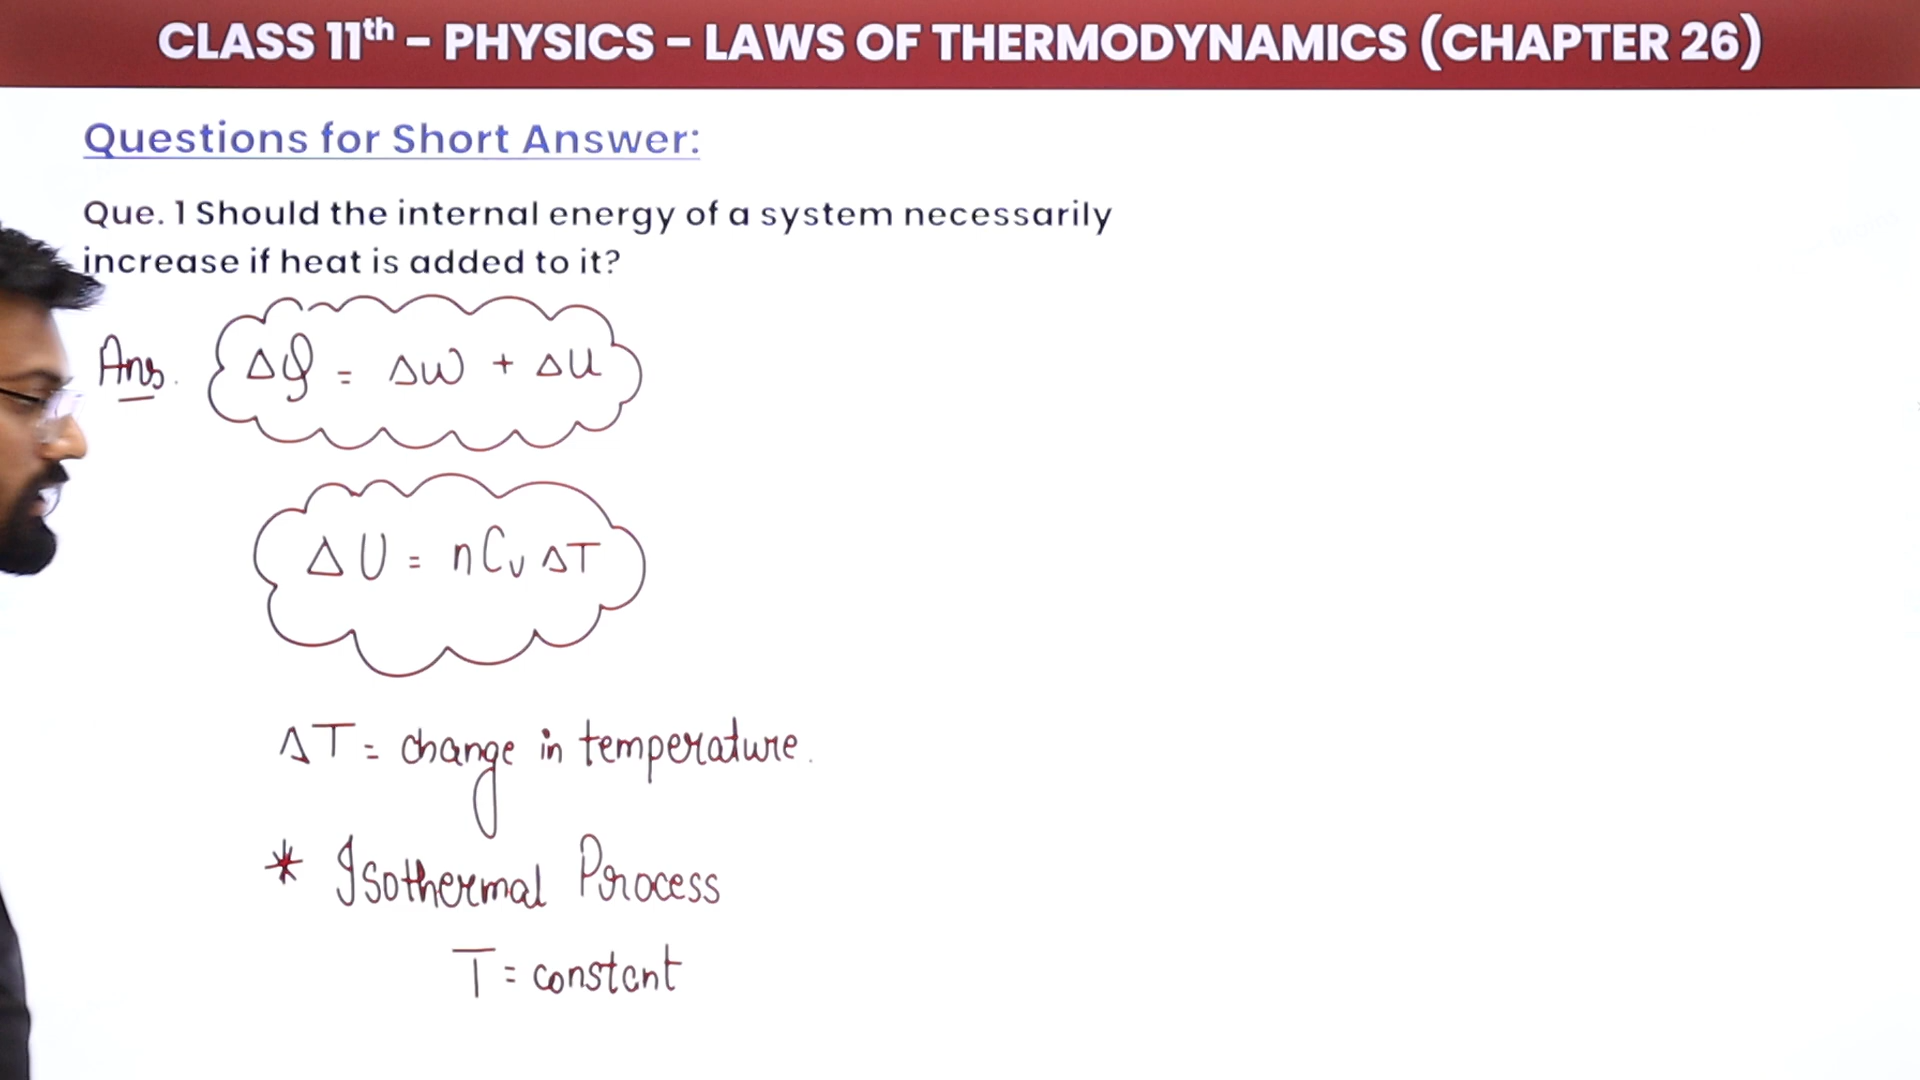 CLASS 11th - PHYSICS - LAWS OF THERMODYNAMICS (CHAPTER 26)
Questions for Short Answer:
Que. 1 Should the internal energy of a system necessarily
increase if heat is added to it?
Ans. ΔQ = ΔW + ΔU
ΔU = nCv ΔT
ΔT = change in temperature.
* Isothermal Process
T = constant